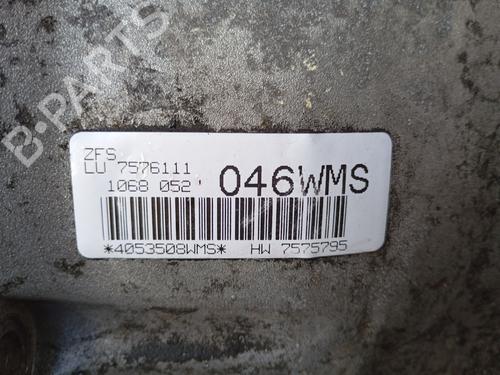 B-PARTS
ZFS
LU 7576111
1068 052'
046WMS
*4053508WMS* HW 7575795